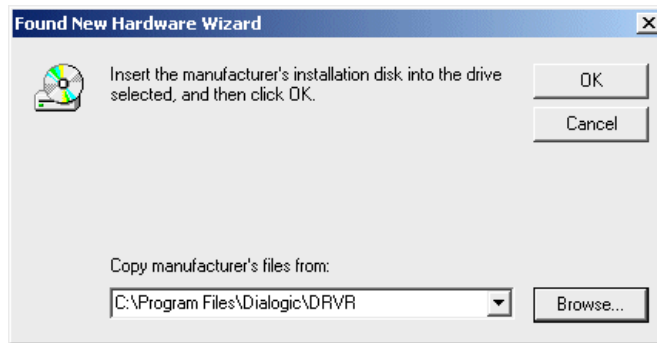 Found New Hardware Wizard
Insert the manufacturer's installation disk into the drive
selected, and then click OK.
OK
Cancel
Copy manufacturer's files from:
C:\Program Files\Dialogic\DRVR
Browse...